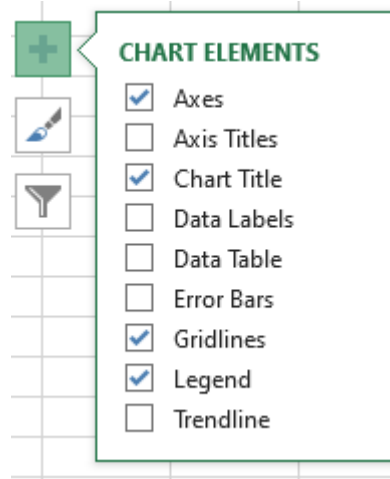 CHART ELEMENTS
Axes
Axis Titles
Chart Title
Data Labels
Data Table
Error Bars
Gridlines
Legend
Trendline